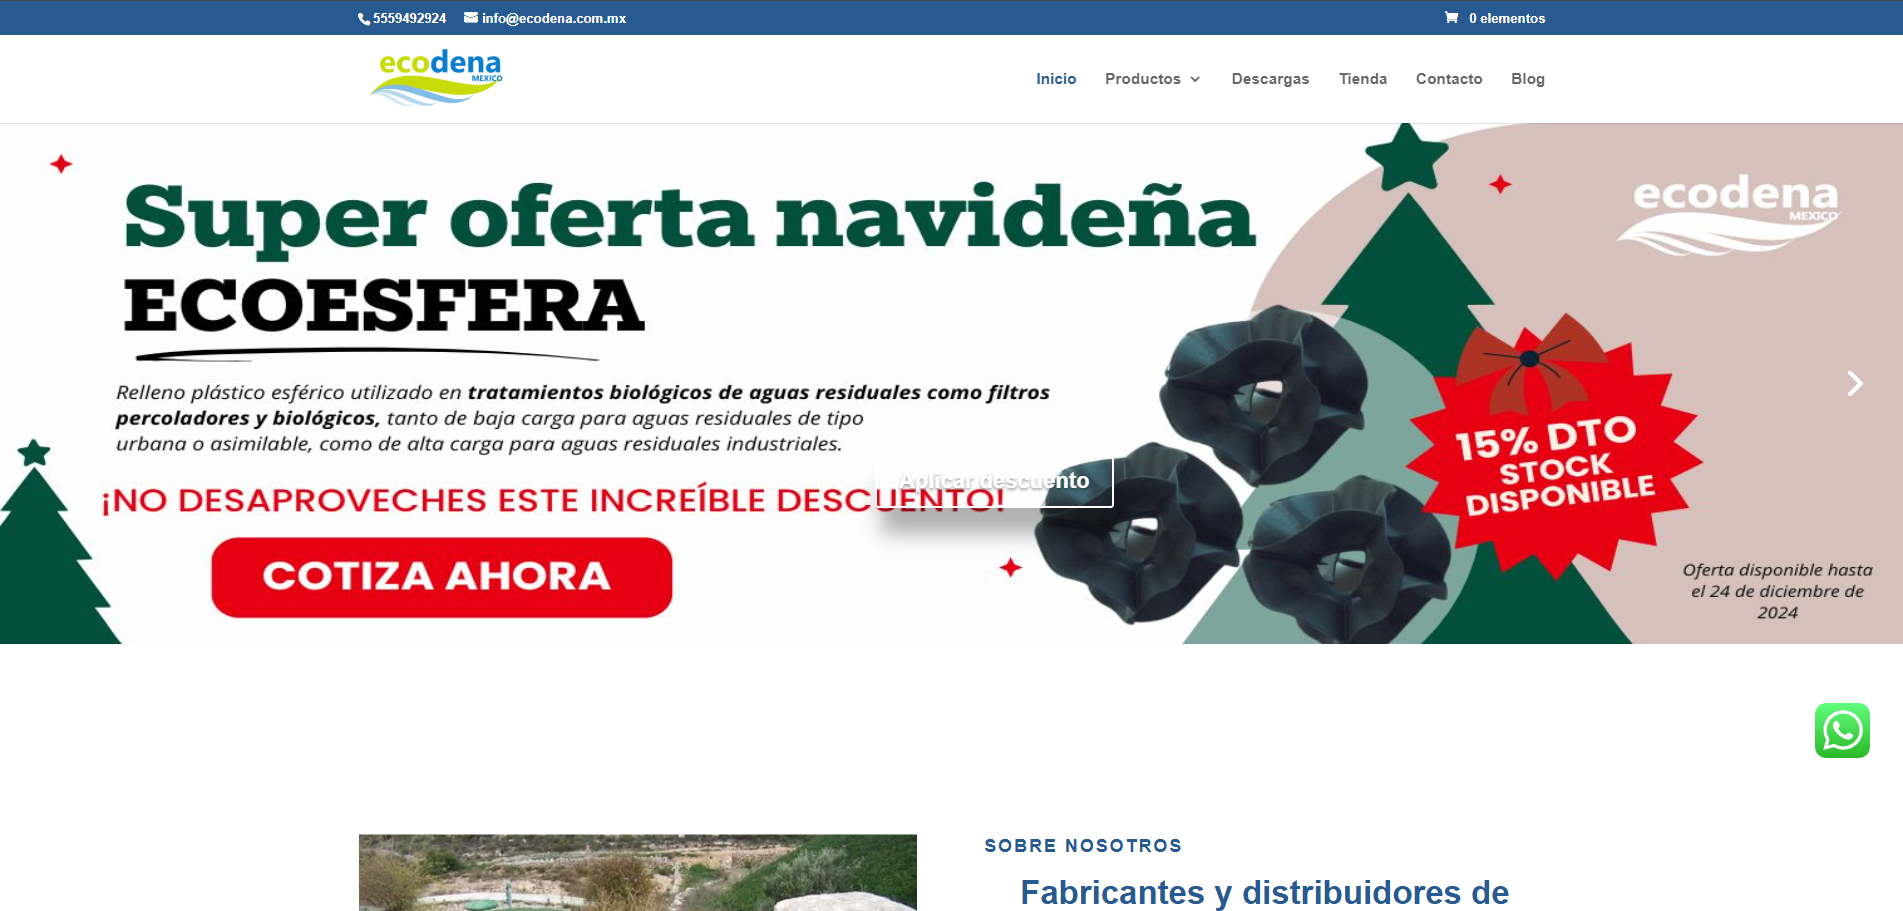 5559492924 info@ecodena.com.mx 0 elementos
ecodena
MEXICO
Inicio Productos Descargas Tienda Contacto Blog
Super oferta navideña
ECOESFERA
ecodena
MEXICO
Relleno plástico esférico utilizado en tratamientos biológicos de aguas residuales como filtros
percoladores y biológicos, tanto de baja carga para aguas residuales de tipo
urbana o asimilable, como de alta carga para aguas residuales industriales.
15% DTO
STOCK
DISPONIBLE
Aplicar descuento
¡NO DESAPROVECHES ESTE INCREÍBLE DESCUENTO!
COTIZA AHORA
Oferta disponible hasta
el 24 de diciembre de
2024
SOBRE NOSOTROS
Fabricantes y distribuidores de